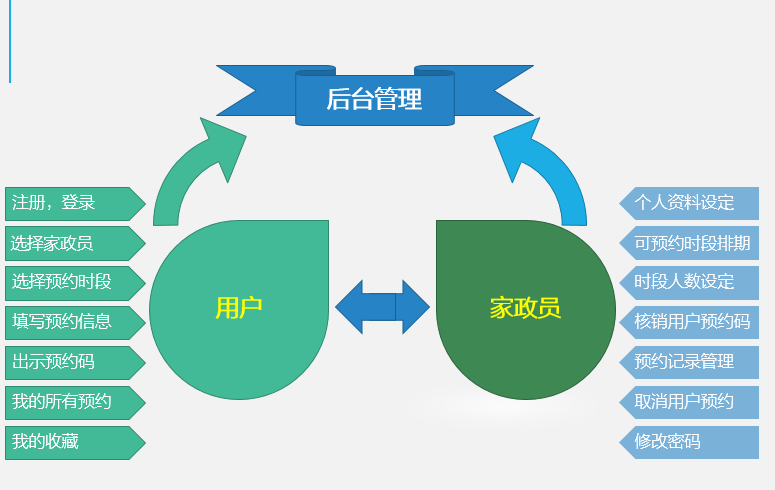 后台管理
注册，登录
选择家政员
选择预约时段
填写预约信息
出示预约码
我的所有预约
我的收藏
用户
家政员
个人资料设定
可预约时段排期
时段人数设定
核销用户预约码
预约记录管理
取消用户预约
修改密码